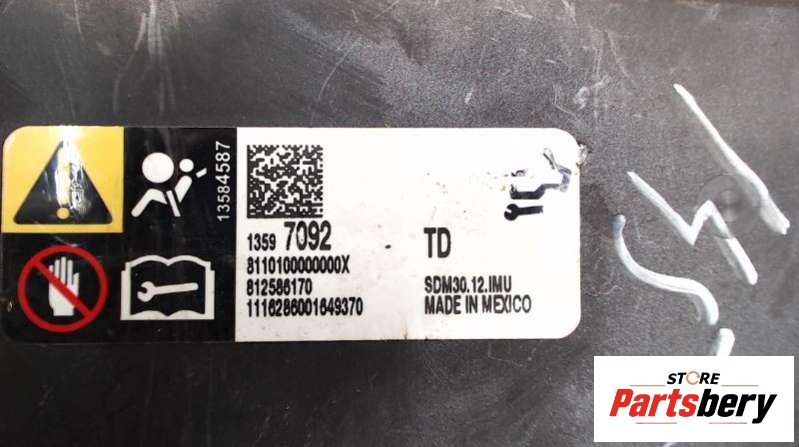 13584587
1359 7092 TD
8110100000000X
812586170 SDM30.12.IMU
1116286001649370 MADE IN MEXICO
STORE
Partsbery